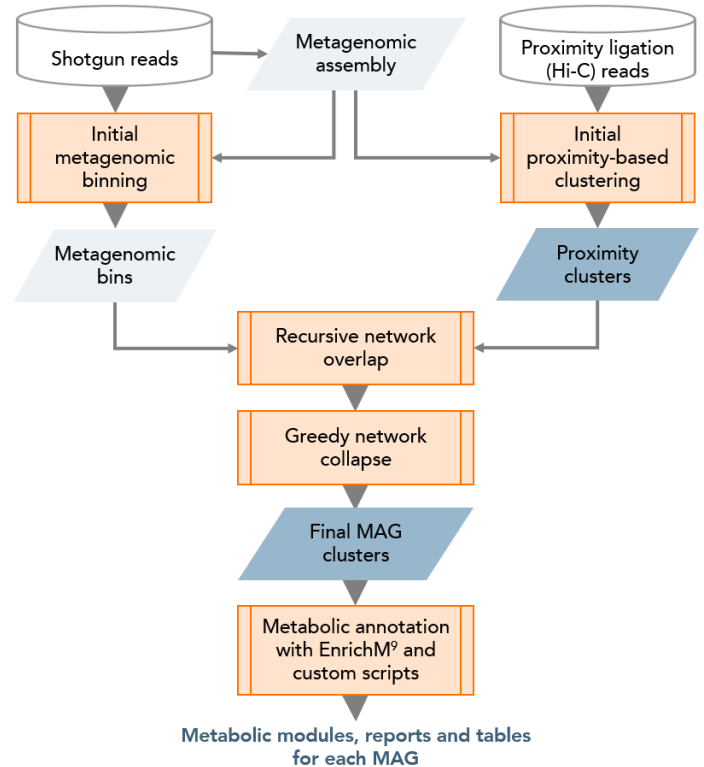 Shotgun reads
Metagenomic
assembly
Proximity ligation
(Hi-C) reads
Initial
metagenomic
binning
Initial
proximity-based
clustering
Metagenomic
bins
Proximity
clusters
Recursive network
overlap
Greedy network
collapse
Final MAG
clusters
Metabolic annotation
with EnrichM⁹ and
custom scripts
Metabolic modules, reports and tables
for each MAG